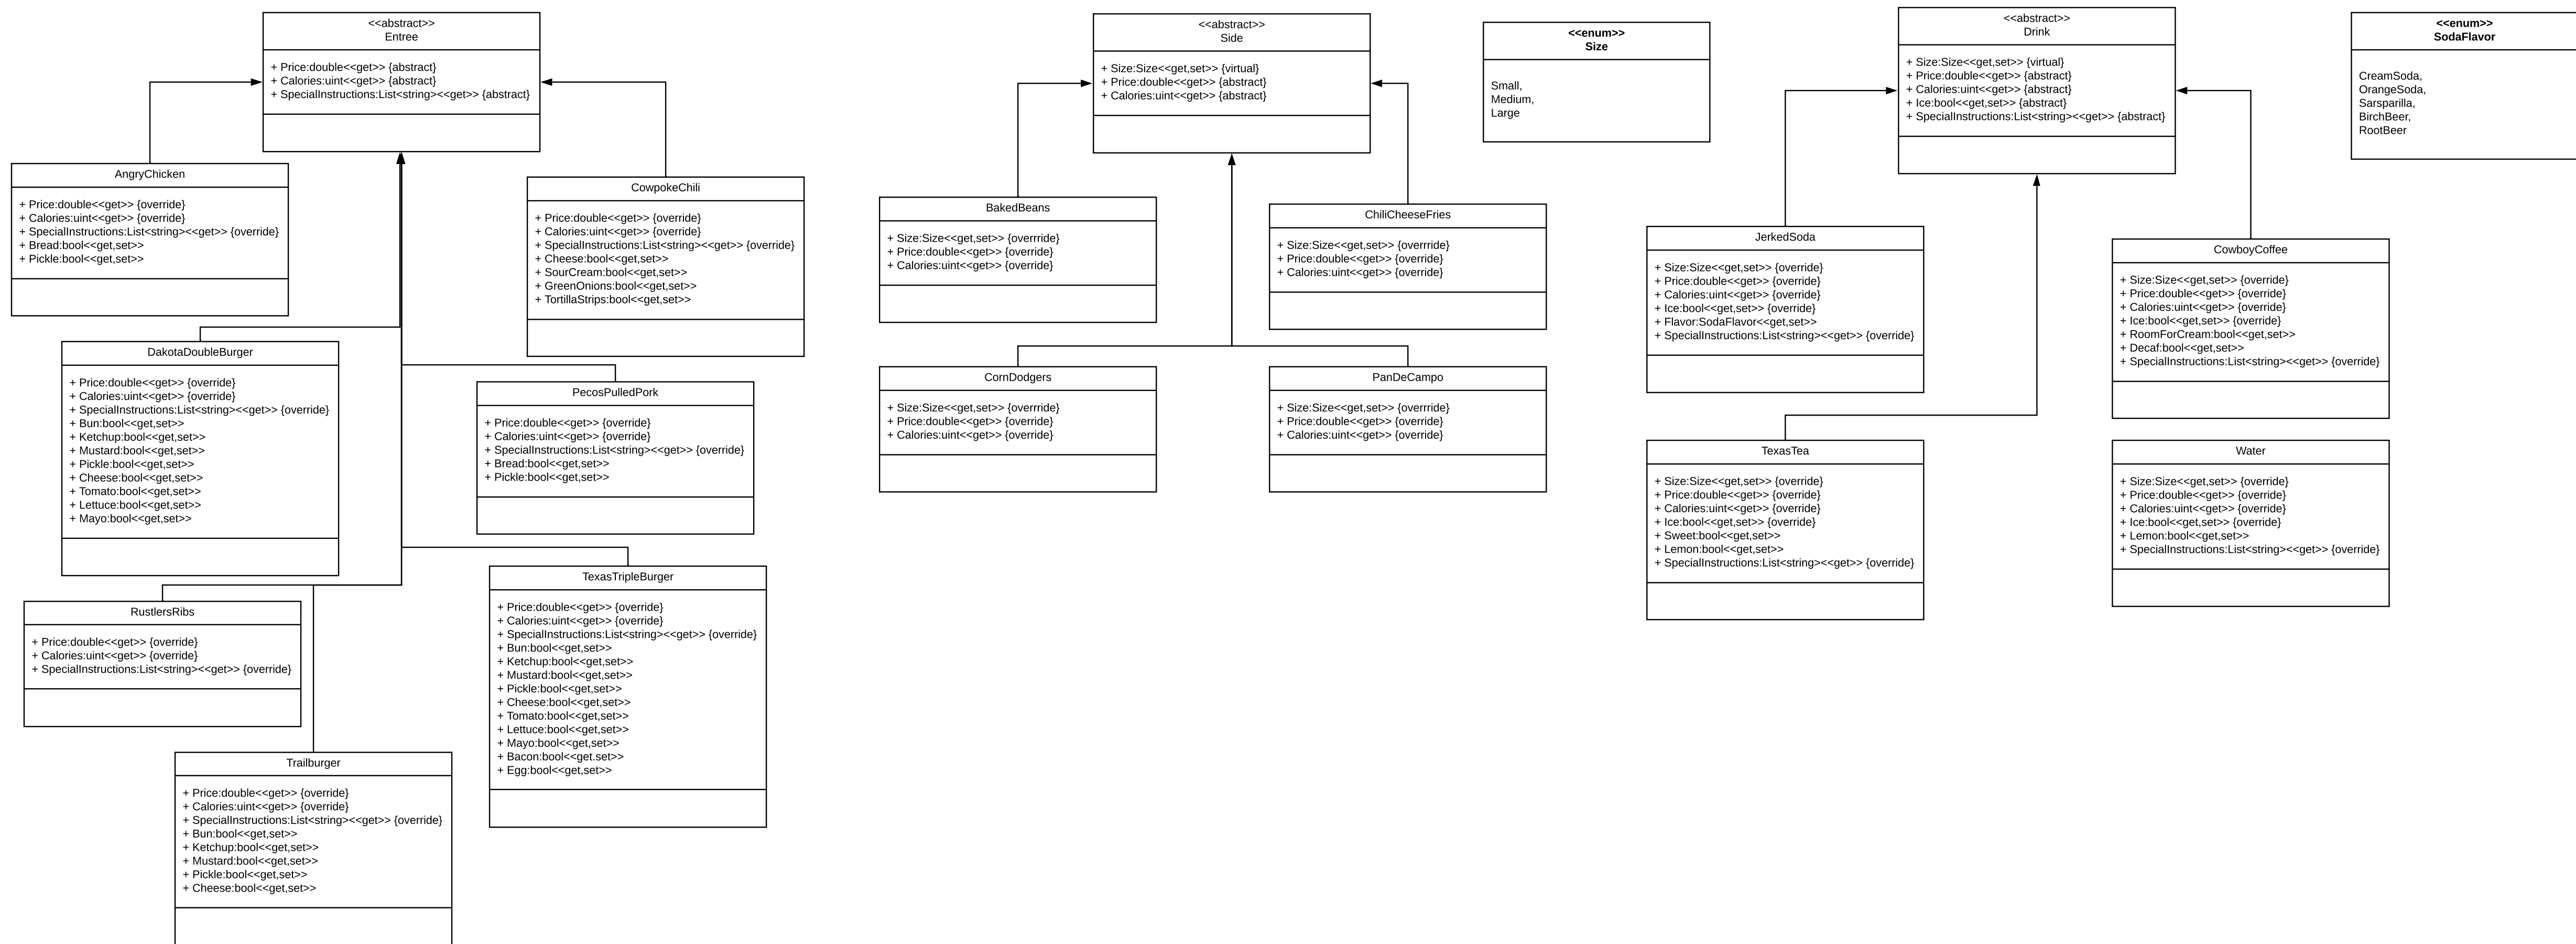 <<abstract>>
Entree
+ Price:double<<get>> {abstract}
+ Calories:uint<<get>> {abstract}
+ SpecialInstructions:List<string><<get>> {abstract}
AngryChicken
+ Price:double<<get>> {override}
+ Calories:uint<<get>> {override}
+ SpecialInstructions:List<string><<get>> {override}
+ Bread:bool<<get,set>>
+ Pickle:bool<<get,set>>
CowpokeChili
+ Price:double<<get>> {override}
+ Calories:uint<<get>> {override}
+ SpecialInstructions:List<string><<get>> {override}
+ Cheese:bool<<get,set>>
+ SourCream:bool<<get,set>>
+ GreenOnions:bool<<get,set>>
+ TortillaStrips:bool<<get,set>>
DakotaDoubleBurger
+ Price:double<<get>> {override}
+ Calories:uint<<get>> {override}
+ SpecialInstructions:List<string><<get>> {override}
+ Bun:bool<<get,set>>
+ Ketchup:bool<<get,set>>
+ Mustard:bool<<get,set>>
+ Pickle:bool<<get,set>>
+ Cheese:bool<<get,set>>
+ Tomato:bool<<get,set>>
+ Lettuce:bool<<get,set>>
+ Mayo:bool<<get,set>>
PecosPulledPork
+ Price:double<<get>> {override}
+ Calories:uint<<get>> {override}
+ SpecialInstructions:List<string><<get>> {override}
+ Bread:bool<<get,set>>
+ Pickle:bool<<get,set>>
RustlersRibs
+ Price:double<<get>> {override}
+ Calories:uint<<get>> {override}
+ SpecialInstructions:List<string><<get>> {override}
TexasTripleBurger
+ Price:double<<get>> {override}
+ Calories:uint<<get>> {override}
+ SpecialInstructions:List<string><<get>> {override}
+ Bun:bool<<get,set>>
+ Ketchup:bool<<get,set>>
+ Mustard:bool<<get,set>>
+ Pickle:bool<<get,set>>
+ Cheese:bool<<get,set>>
+ Tomato:bool<<get,set>>
+ Lettuce:bool<<get,set>>
+ Mayo:bool<<get,set>>
+ Bacon:bool<<get.set>>
+ Egg:bool<<get,set>>
Trailburger
+ Price:double<<get>> {override}
+ Calories:uint<<get>> {override}
+ SpecialInstructions:List<string><<get>> {override}
+ Bun:bool<<get,set>>
+ Ketchup:bool<<get,set>>
+ Mustard:bool<<get,set>>
+ Pickle:bool<<get,set>>
+ Cheese:bool<<get,set>>
<<abstract>>
Side
+ Size:Size<<get,set>> {virtual}
+ Price:double<<get>> {abstract}
+ Calories:uint<<get>> {abstract}
<<enum>>
Size
Small,
Medium,
Large
BakedBeans
+ Size:Size<<get,set>> {overrride}
+ Price:double<<get>> {override}
+ Calories:uint<<get>> {override}
ChiliCheeseFries
+ Size:Size<<get,set>> {overrride}
+ Price:double<<get>> {override}
+ Calories:uint<<get>> {override}
CornDodgers
+ Size:Size<<get,set>> {overrride}
+ Price:double<<get>> {override}
+ Calories:uint<<get>> {override}
PanDeCampo
+ Size:Size<<get,set>> {overrride}
+ Price:double<<get>> {override}
+ Calories:uint<<get>> {override}
<<abstract>>
Drink
+ Size:Size<<get,set>> {virtual}
+ Price:double<<get>> {abstract}
+ Calories:uint<<get>> {abstract}
+ Ice:bool<<get,set>> {abstract}
+ SpecialInstructions:List<string><<get>> {abstract}
<<enum>>
SodaFlavor
CreamSoda,
OrangeSoda,
Sarsparilla,
BirchBeer,
RootBeer
JerkedSoda
+ Size:Size<<get,set>> {override}
+ Price:double<<get>> {override}
+ Calories:uint<<get>> {override}
+ Ice:bool<<get,set>> {override}
+ Flavor:SodaFlavor<<get,set>>
+ SpecialInstructions:List<string><<get>> {override}
CowboyCoffee
+ Size:Size<<get,set>> {override}
+ Price:double<<get>> {override}
+ Calories:uint<<get>> {override}
+ Ice:bool<<get,set>> {override}
+ RoomForCream:bool<<get,set>>
+ Decaf:bool<<get,set>>
+ SpecialInstructions:List<string><<get>> {override}
TexasTea
+ Size:Size<<get,set>> {override}
+ Price:double<<get>> {override}
+ Calories:uint<<get>> {override}
+ Ice:bool<<get,set>> {override}
+ Sweet:bool<<get,set>>
+ Lemon:bool<<get,set>>
+ SpecialInstructions:List<string><<get>> {override}
Water
+ Size:Size<<get,set>> {override}
+ Price:double<<get>> {override}
+ Calories:uint<<get>> {override}
+ Ice:bool<<get,set>> {override}
+ Lemon:bool<<get,set>>
+ SpecialInstructions:List<string><<get>> {override}